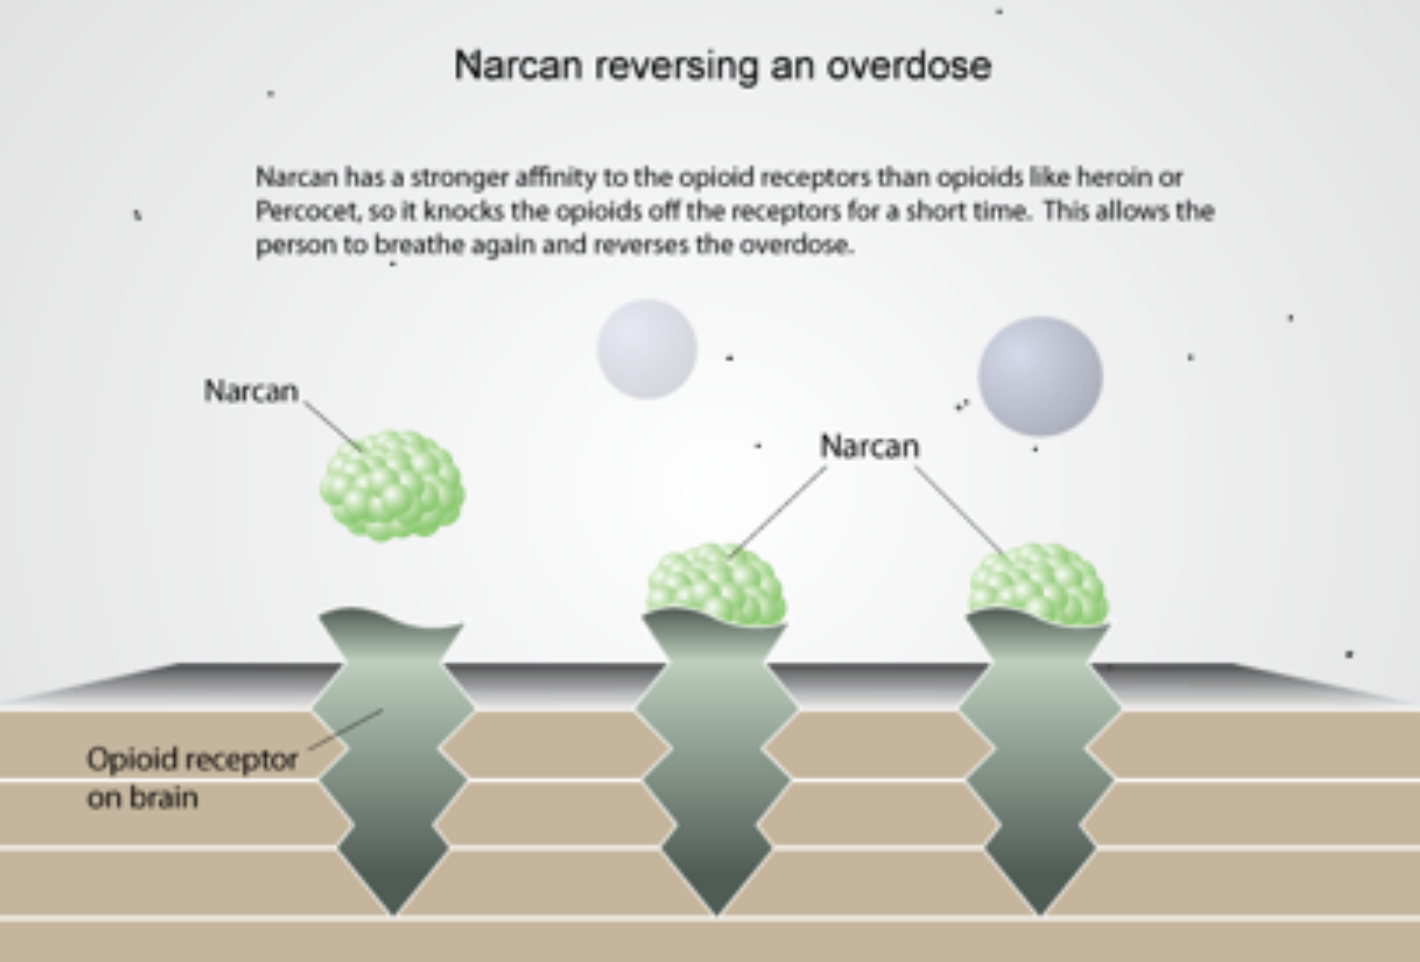 Narcan reversing an overdose
Narcan has a stronger affinity to the opioid receptors than opioids like heroin or
Percocet, so it knocks the opioids off the receptors for a short time.  This allows the
person to breathe again and reverses the overdose.
Narcan
Narcan
Opioid receptor
on brain